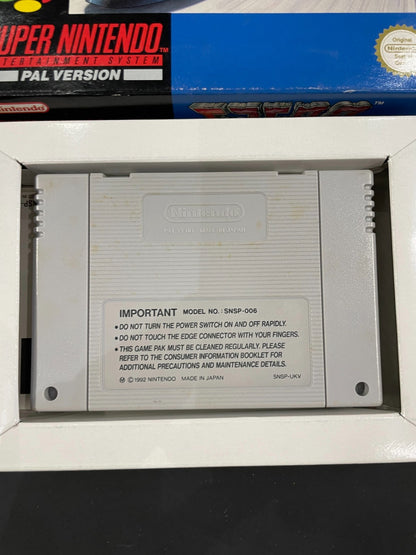 SUPER NINTENDO
ENTERTAINMENT SYSTEM
PAL VERSION
Original
Nintendo
Seal of
Nintendo
Nintendo
IMPORTANT MODEL NO.: SNSP-006
• DO NOT TURN THE POWER SWITCH ON AND OFF RAPIDLY.
• DO NOT TOUCH THE EDGE CONNECTOR WITH YOUR FINGERS.
• THIS GAME PAK MUST BE CLEANED REGULARLY. PLEASE
REFER TO THE CONSUMER INFORMATION BOOKLET FOR
ADDITIONAL PRECAUTIONS AND MAINTENANCE DETAILS.
Ⓜ ©1992 NINTENDO MADE IN JAPAN SNSP-UKV